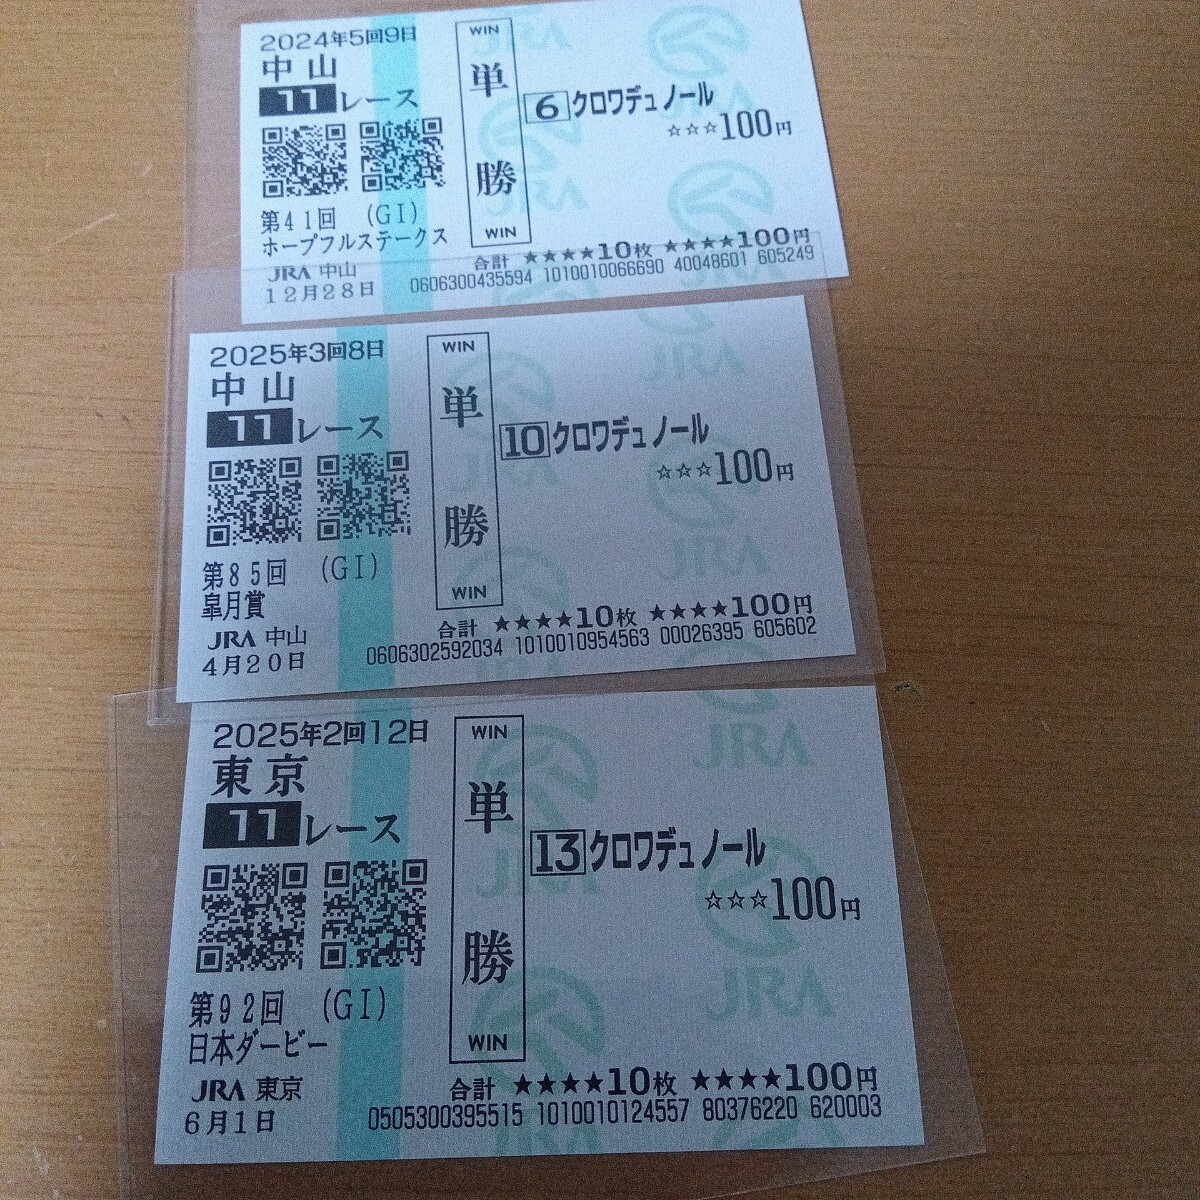 2024年5回9日
中山
11レース
第41回 (GI)
ホープフルステークス
JRA 中山
12月28日
WIN
単勝
WIN
6 クロワデュノール
☆☆☆100円
合計 ★★★★10枚 ★★★★100円
0606300435594 1010010066690 40048601 605249
2025年3回8日
中山
11レース
第85回 (GI)
皐月賞
JRA 中山
4月20日
WIN
単勝
WIN
10 クロワデュノール
☆☆☆100円
合計 ★★★★10枚 ★★★★100円
0606302592034 1010010954563 00026395 605602
2025年2回12日
東京
11レース
第92回 (GI)
日本ダービー
JRA 東京
6月1日
WIN
単勝
WIN
13 クロワデュノール
☆☆☆100円
合計 ★★★★10枚 ★★★★100円
0505300395515 1010010124557 80376220 620003